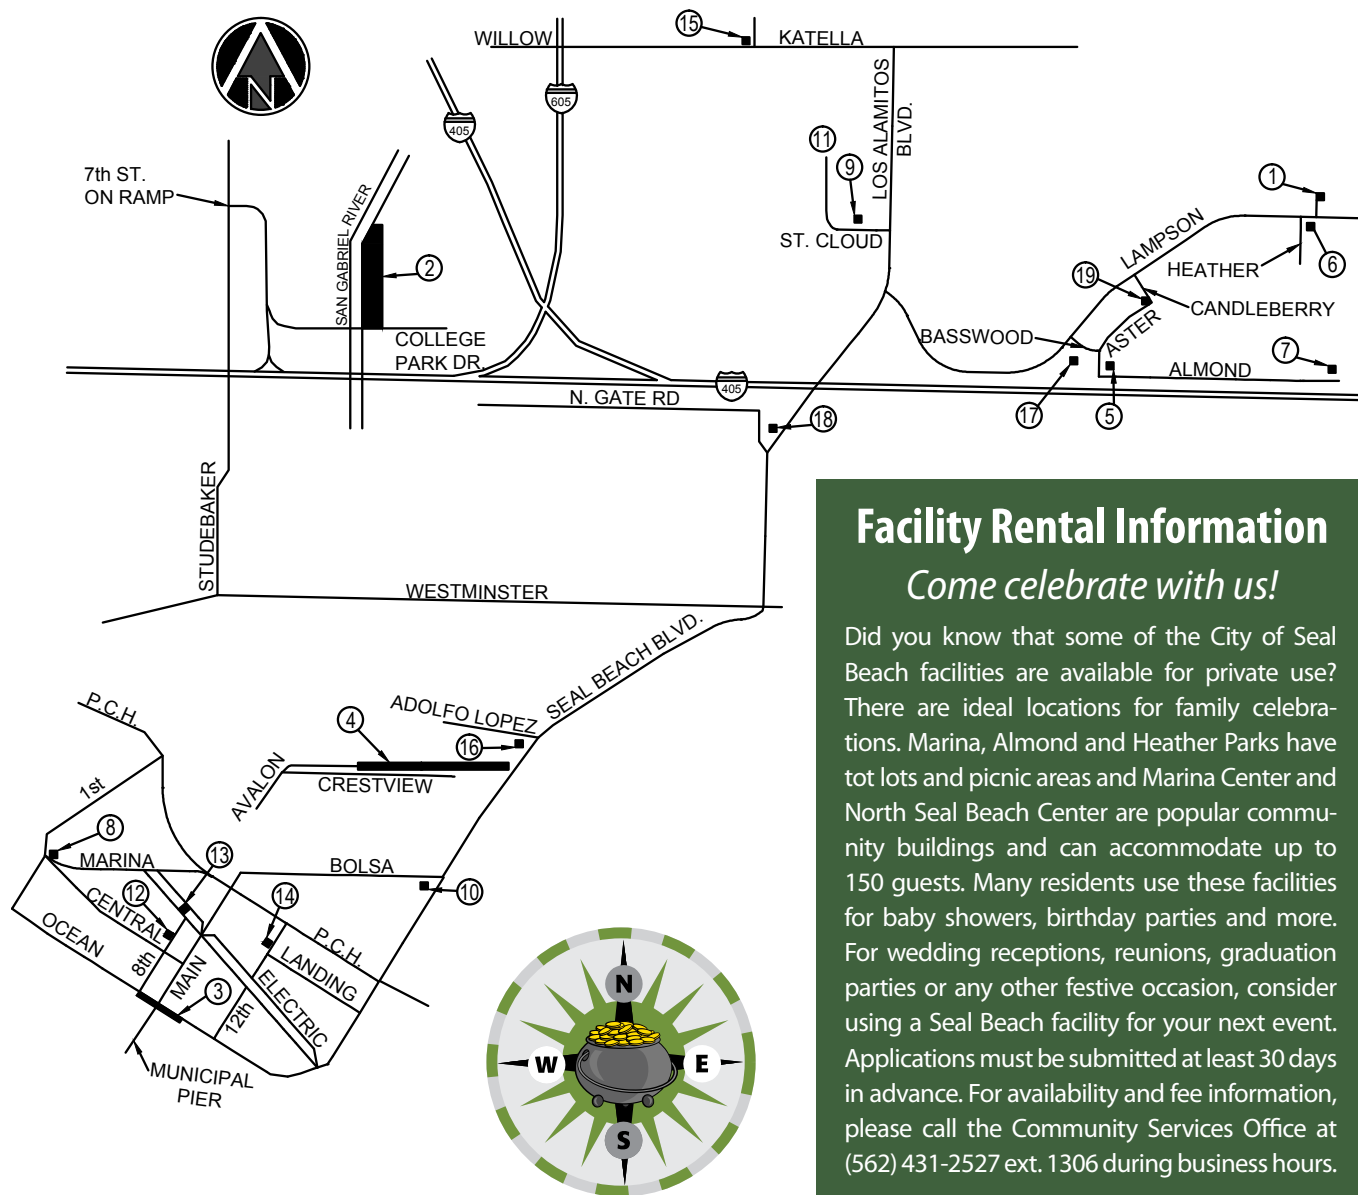 N
WILLOW
15
KATELLA
605
405
LOS ALAMITOS
BLVD.
11
9
ST. CLOUD
7th ST.
ON RAMP
SAN GABRIEL RIVER
2
COLLEGE
PARK DR.
1
LAMPSON
HEATHER
6
19
CANDLEBERRY
BASSWOOD
ASTER
7
ALMOND
405
17
5
N. GATE RD
18
STUDEBAKER
WESTMINSTER
SEAL BEACH BLVD.
ADOLFO LOPEZ
P.C.H.
4
16
AVALON
CRESTVIEW
1st
8
MARINA
13
BOLSA
10
12
CENTRAL
14
OCEAN
P.C.H.
8th
MAIN
LANDING
ELECTRIC
3
12th
MUNICIPAL
PIER
N
W
E
S
Facility Rental Information
Come celebrate with us!
Did you know that some of the City of Seal
Beach facilities are available for private use?
There are ideal locations for family celebra-
tions. Marina, Almond and Heather Parks have
tot lots and picnic areas and Marina Center and
North Seal Beach Center are popular commu-
nity buildings and can accommodate up to
150 guests. Many residents use these facilities
for baby showers, birthday parties and more.
For wedding receptions, reunions, graduation
parties or any other festive occasion, consider
using a Seal Beach facility for your next event.
Applications must be submitted at least 30 days
in advance. For availability and fee information,
please call the Community Services Office at
(562) 431-2527 ext. 1306 during business hours.